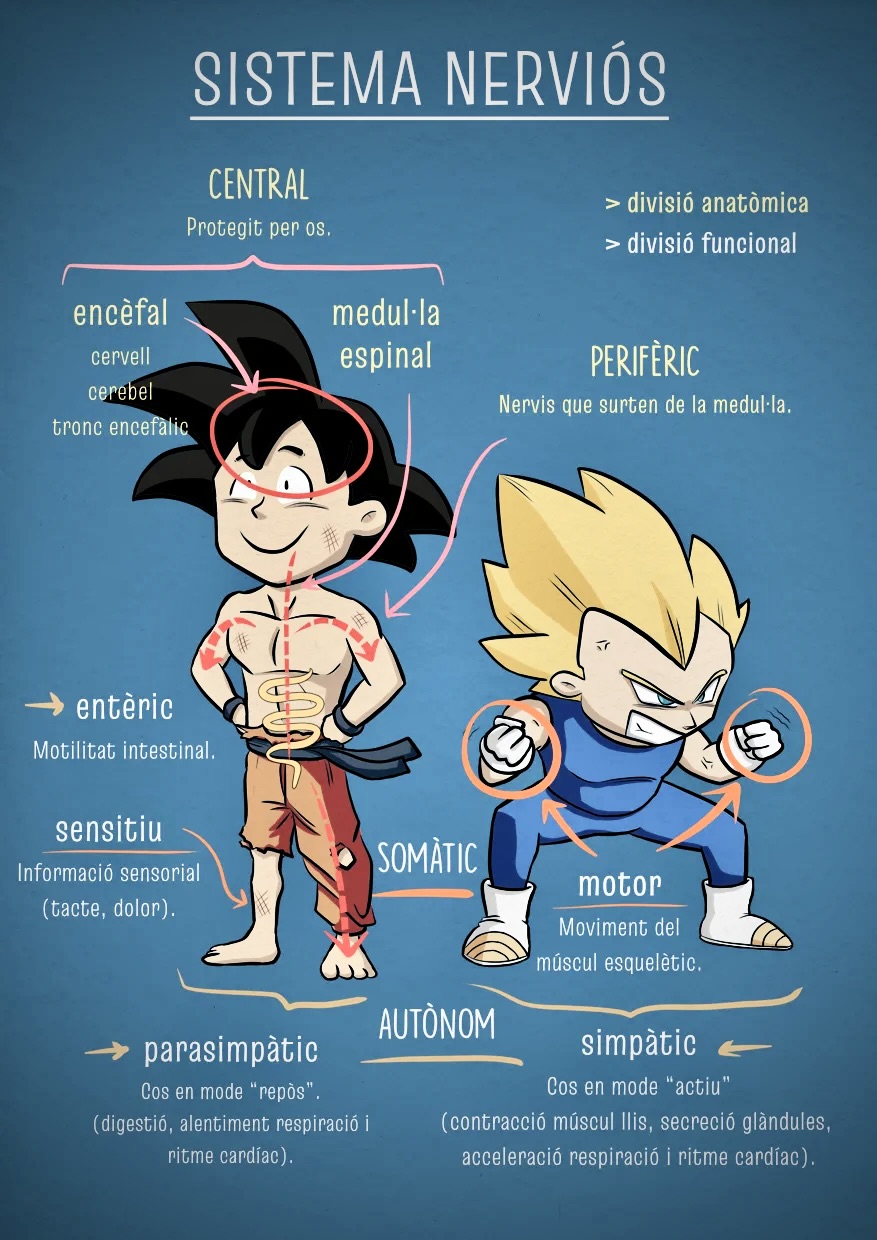 SISTEMA NERVIÓS
CENTRAL
Protegit per os.
> divisió anatòmica
> divisió funcional
encèfal
cervell
cerebel
tronc encefàlic
medul·la
espinal
PERIFÈRIC
Nervis que surten de la medul·la.
entèric
Motilitat intestinal.
sensitiu
Informació sensorial
(tacte, dolor).
SOMÀTIC
motor
Moviment del
múscul esquelètic.
AUTÒNOM
parasimpàtic
Cos en mode “repòs”.
(digestió, alentiment respiració i
ritme cardíac).
simpàtic
Cos en mode “actiu”
(contracció múscul llis, secreció glàndules,
acceleració respiració i ritme cardíac).